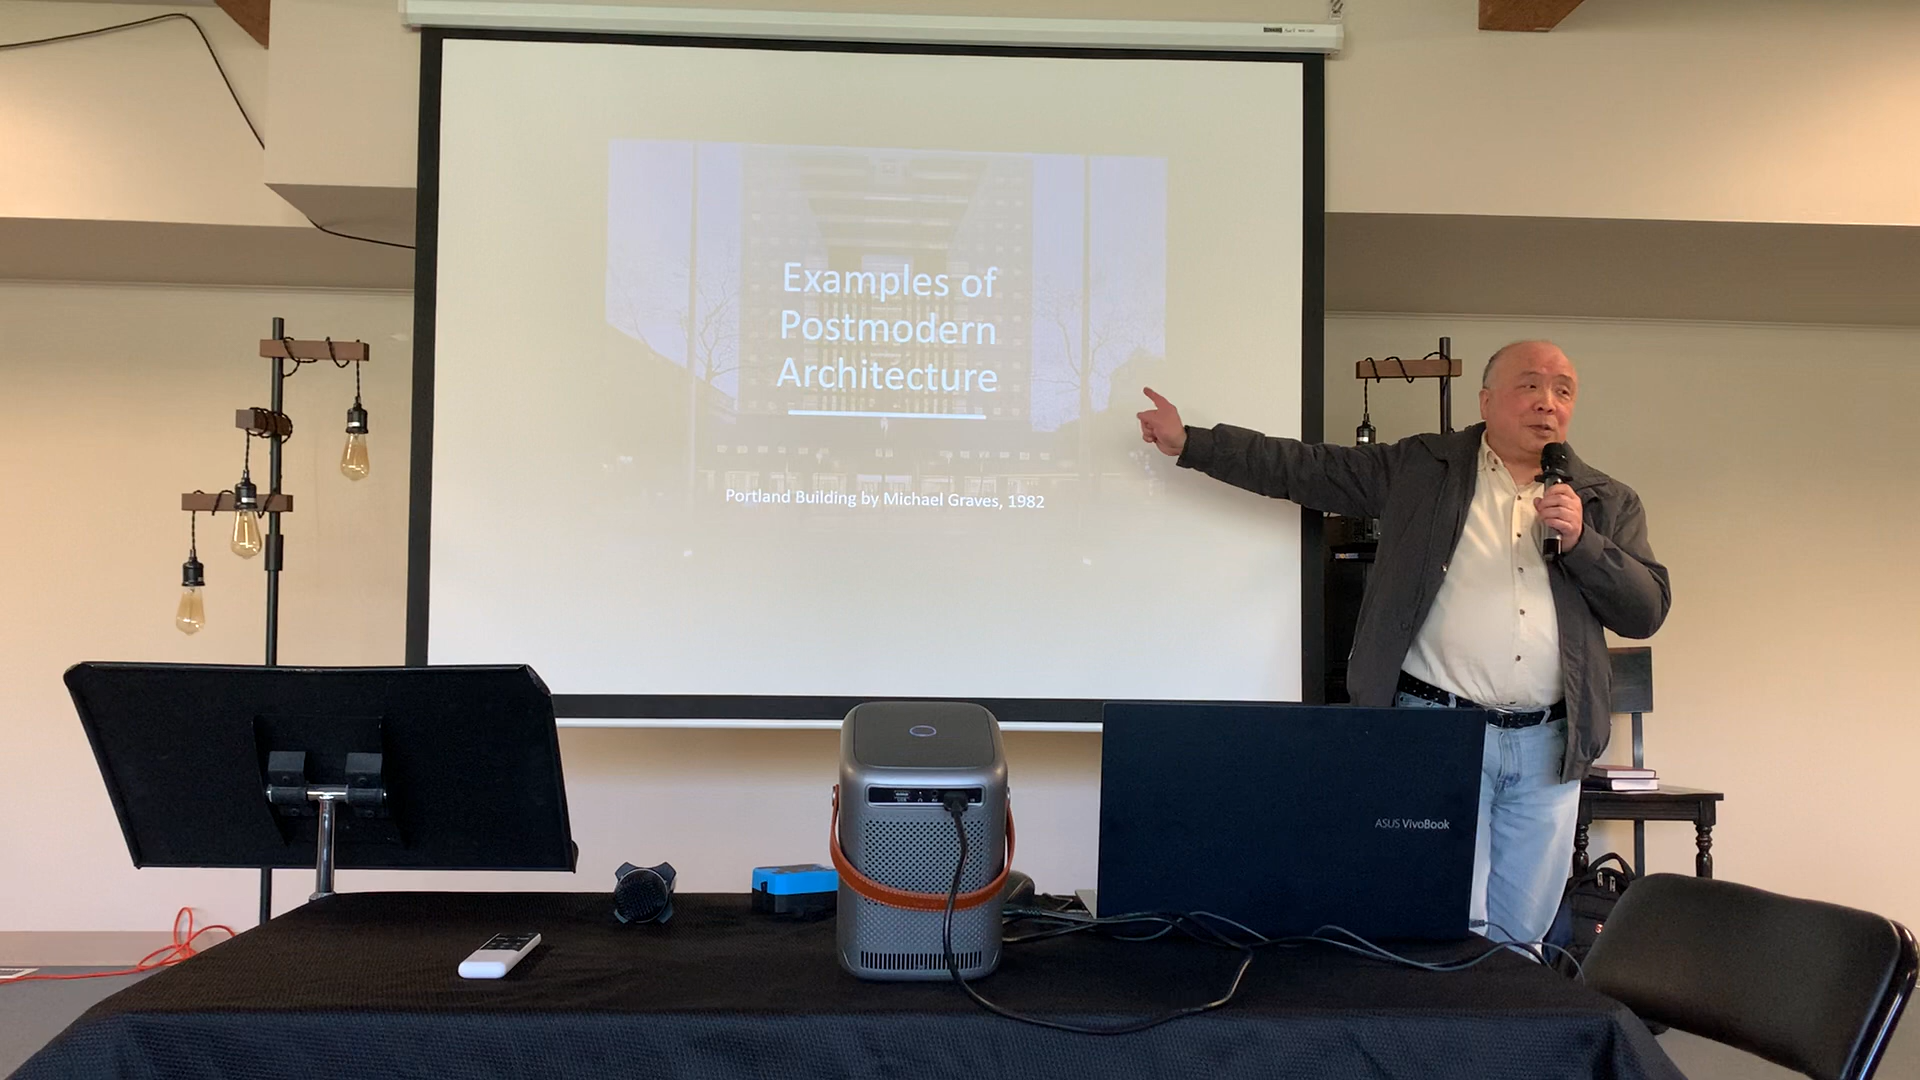 Examples of
Postmodern
Architecture
Portland Building by Michael Graves, 1982
ASUS VivoBook